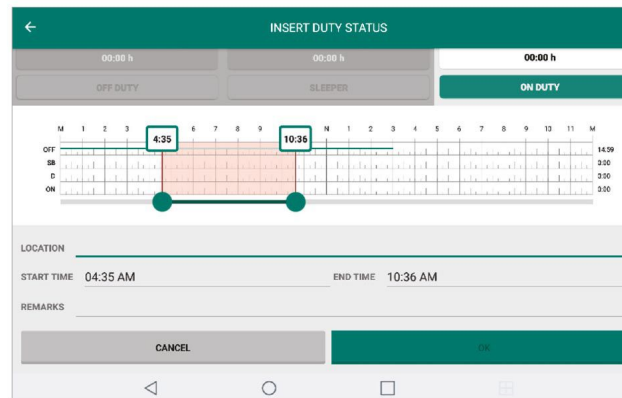 INSERT DUTY STATUS
00:00 h 00:00 h 00:00 h
OFF DUTY SLEEPER ON DUTY
M 1 2 3 4:35 6 7 8 9 10:36 N 1 2 3 4 5 6 7 8 9 10 11 M
OFF 14:59
SB 0:00
D 0:00
ON 0:00
LOCATION
START TIME 04:35 AM END TIME 10:36 AM
REMARKS
CANCEL OK